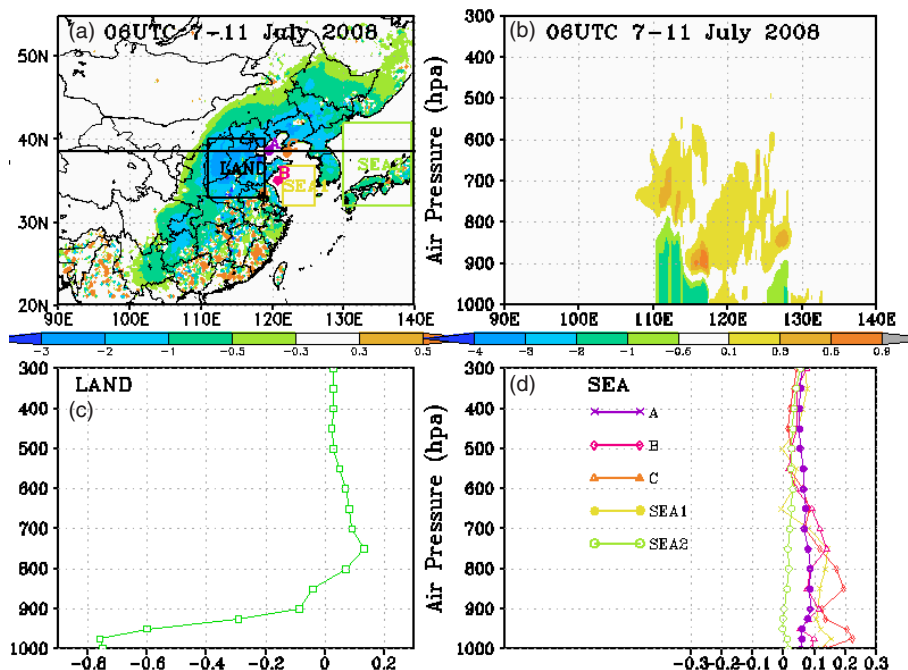 (a) 06UTC 7-11 July 2008
50N
40N
30N
20N
90E 100E 110E 120E 130E 140E
A
C
LAND
B
SEA1
SEA2
-3 -2 -1 -0.5 -0.3 0.3 0.5
(b) 06UTC 7-11 July 2008
Air Pressure (hpa)
300
400
500
600
700
800
900
1000
90E 100E 110E 120E 130E 140E
-4 -3 -2 -1 -0.5 0.1 0.3 0.6 0.9
LAND
(c)
300
400
500
600
700
800
900
1000
-0.8 -0.6 -0.4 -0.2 0 0.2
(d) SEA
Air Pressure (hpa)
300
400
500
600
700
800
900
1000
A
B
C
SEA1
SEA2
-0.3 -0.2 -0.1 0 0.1 0.2 0.3